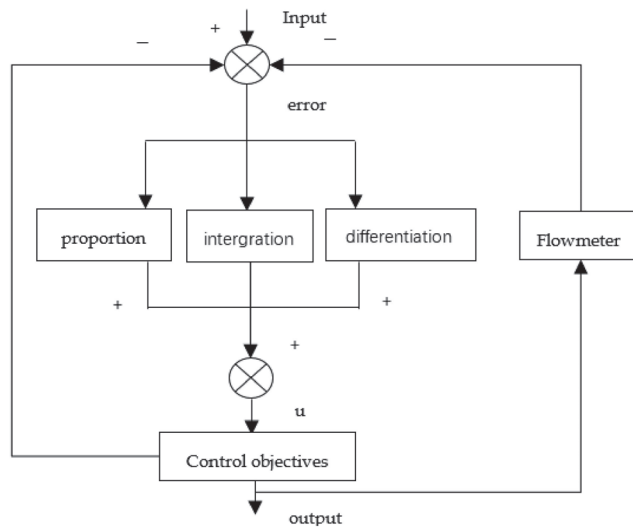 Input
+
−
−
error
proportion
intergration
differentiation
Flowmeter
+
+
+
u
Control objectives
output